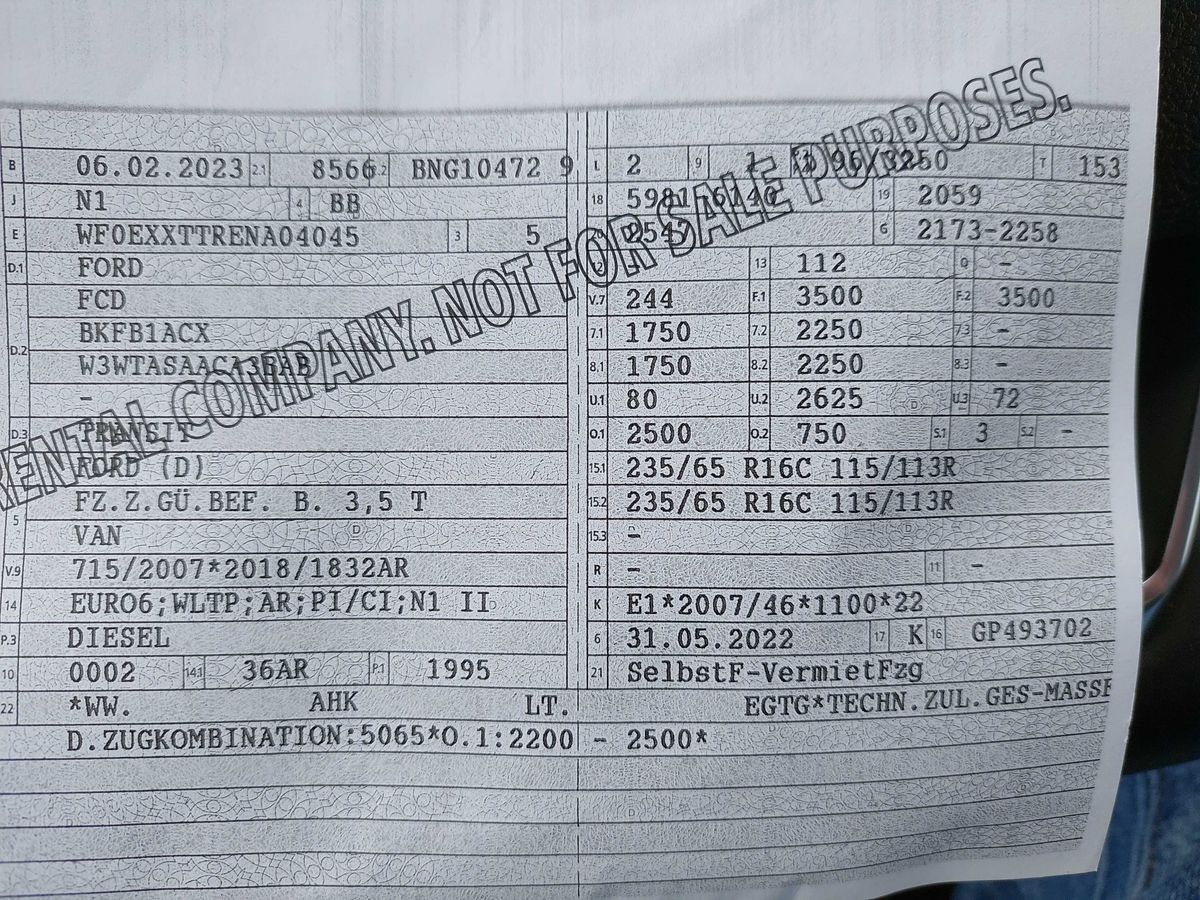 RENTAL COMPANY. NOT FOR SALE PURPOSES.
B 06.02.2023 2.1 8566 2.2 BNG10472 9 L 2 9 1 96/3250 T 153
J N1 4 BB 18 19 2059
E WF0EXXTTRENA04045 3 5 G 2173-2258
D.1 FORD 13 112 Q -
FCD V.7 244 F.1 3500 F.2 3500
D.2 BKFB1ACX 7.1 1750 7.2 2250 7.3 -
8.1 1750 8.2 2250 8.3 -
- U.1 80 U.2 2625 U.3 72
D.3 TRANSIT O.1 2500 O.2 750 S.1 3 S.2 -
FORD (D) 15.1 235/65 R16C 115/113R
5 FZ.Z.GÜ.BEF. B. 3,5 T 15.2 235/65 R16C 115/113R
VAN 15.3 -
V.9 715/2007*2018/1832AR R - 11 -
14 EURO6;WLTP;AR;PI/CI;N1 II K E1*2007/46*1100*22
P.3 DIESEL 6 31.05.2022 17 K 16 GP493702
10 0002 14.1 36AR P.1 1995 21 SelbstF-VermietFzg
22 *WW. AHK LT. EGTG*TECHN.ZUL.GES-MASSE
D.ZUGKOMBINATION:5065*O.1:2200 - 2500*